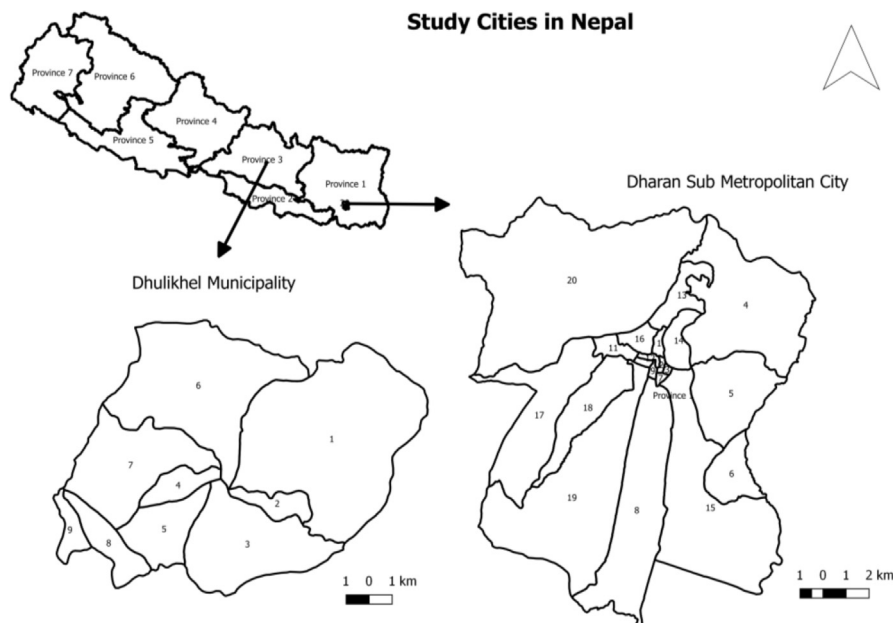 Study Cities in Nepal
Province 7
Province 6
Province 4
Province 5
Province 3
Province 1
Province 2
Dharan Sub Metropolitan City
Dhulikhel Municipality
20
13
4
16
14
11
5
17
18
6
15
19
8
6
1
7
4
2
9
8
5
3
1 0 1 km
1 0 1 2 km